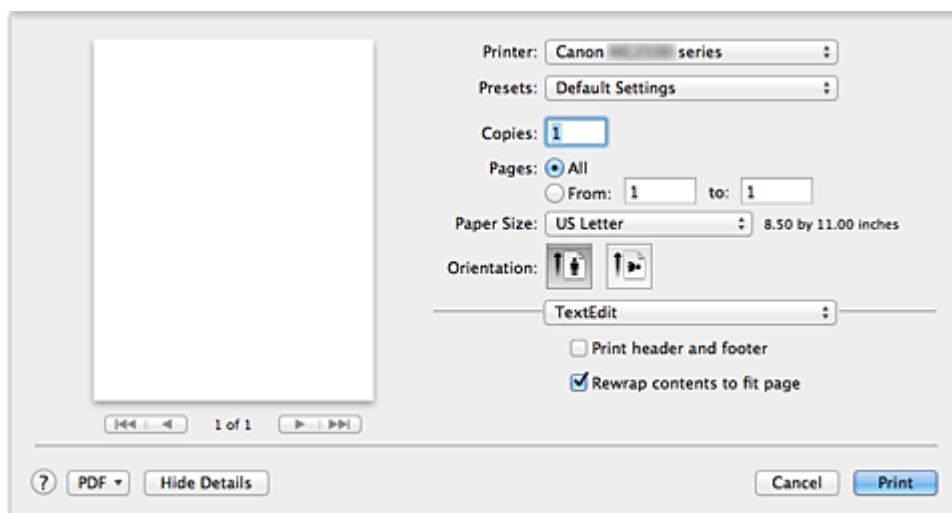 Printer: Canon series
Presets: Default Settings
Copies: 1
Pages: All
From: 1 to: 1
Paper Size: US Letter 8.50 by 11.00 inches
Orientation:
TextEdit
Print header and footer
Rewrap contents to fit page
1 of 1
? PDF Hide Details Cancel Print